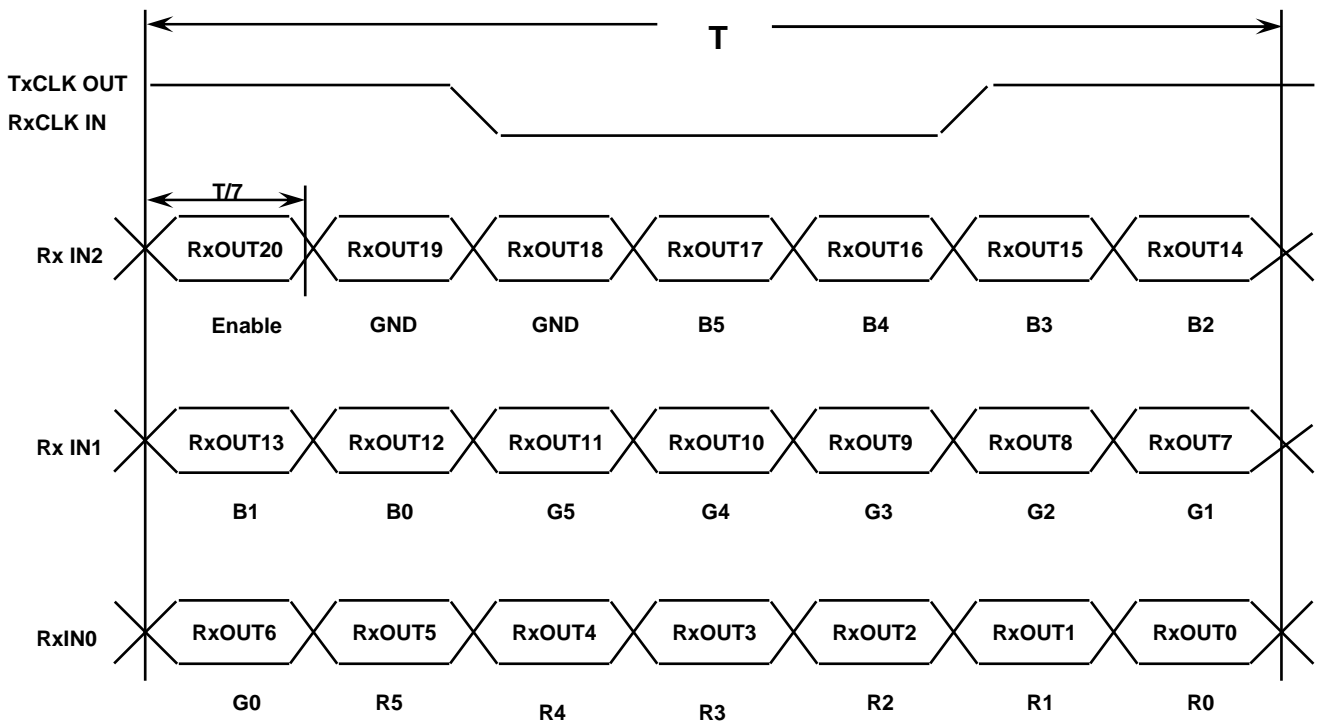 T
TxCLK OUT
RxCLK IN
T/7
Rx IN2
RxOUT20 RxOUT19 RxOUT18 RxOUT17 RxOUT16 RxOUT15 RxOUT14
Enable GND GND B5 B4 B3 B2
Rx IN1
RxOUT13 RxOUT12 RxOUT11 RxOUT10 RxOUT9 RxOUT8 RxOUT7
B1 B0 G5 G4 G3 G2 G1
RxIN0
RxOUT6 RxOUT5 RxOUT4 RxOUT3 RxOUT2 RxOUT1 RxOUT0
G0 R5 R4 R3 R2 R1 R0